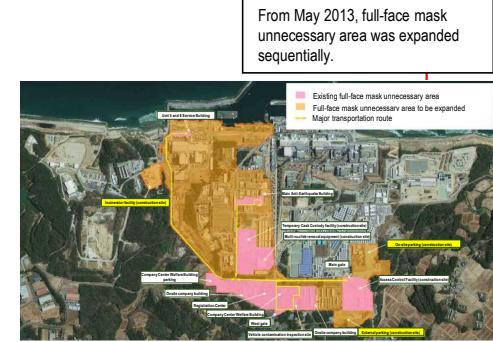 From May 2013, full-face mask
unnecessary area was expanded
sequentially.
Existing full-face mask unnecessary area
Full-face mask unnecessary area to be expanded
Major transportation route
Unit 5 and 6 Service Building
Incinerator facility (construction site)
Main Anti-Earthquake Building
Temporary Cask Custody facility (construction site)
Multi-nuclide removal equipment (construction site)
On-site parking (construction site)
Main gate
Company Center Welfare Building
parking
Access Control Facility (construction site)
Onsite company building
Registration Center
Company Center Welfare Building
West gate
Vehicle contamination inspection site
Onsite company building
External parking (construction site)